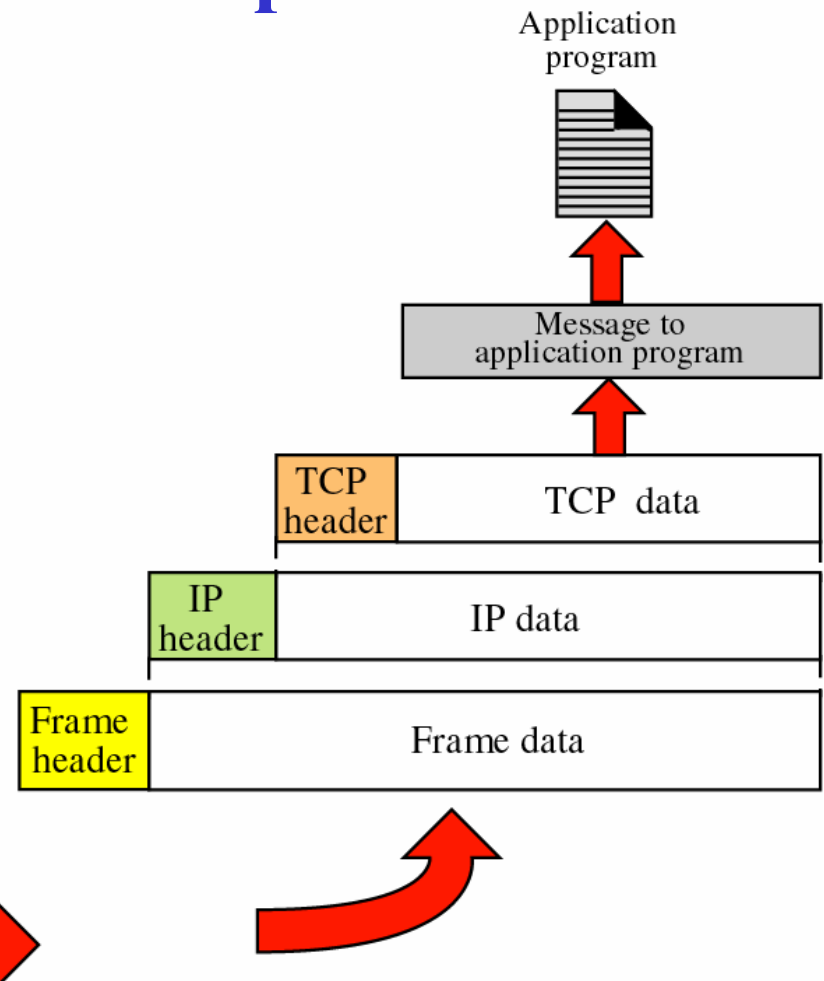 Application
program
Message to
application program
TCP
header
TCP data
IP
header
IP data
Frame
header
Frame data